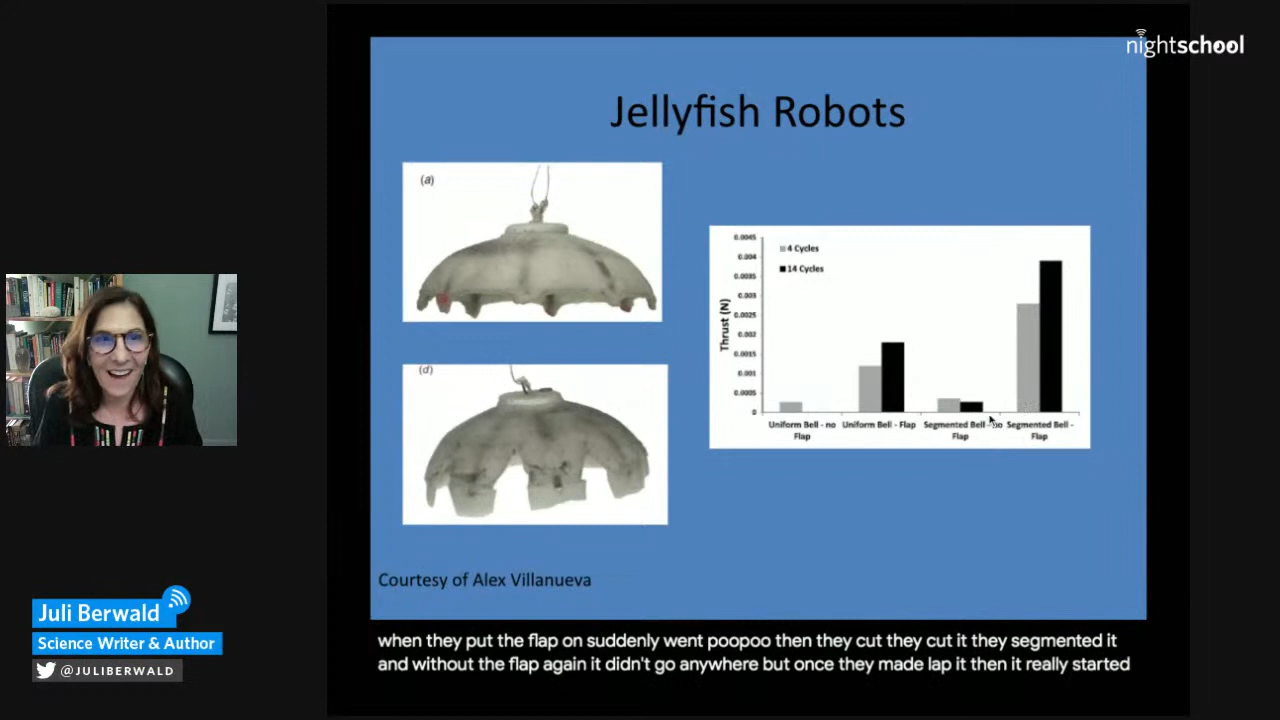 nightschool
Jellyfish Robots
(a)
(d)
0.0045
0.004
0.0035
0.003
0.0025
0.002
0.0015
0.001
0.0005
0
Thrust (N)
4 Cycles
14 Cycles
Uniform Bell - no
Flap
Uniform Bell - Flap
Segmented Bell - no
Flap
Segmented Bell -
Flap
Courtesy of Alex Villanueva
Juli Berwald
Science Writer & Author
@JULIBERWALD
when they put the flap on suddenly went poopoo then they cut they cut it they segmented it
and without the flap again it didn't go anywhere but once they made lap it then it really started